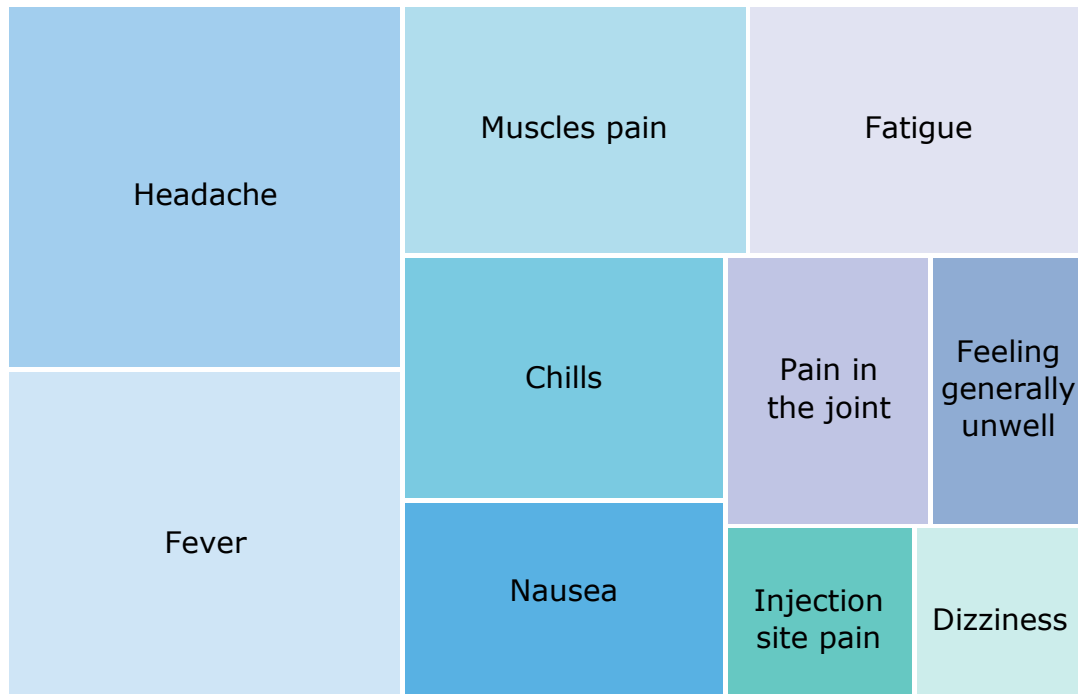 Headache
Fever
Muscles pain
Fatigue
Chills
Nausea
Pain in
the joint
Feeling
generally
unwell
Injection
site pain
Dizziness